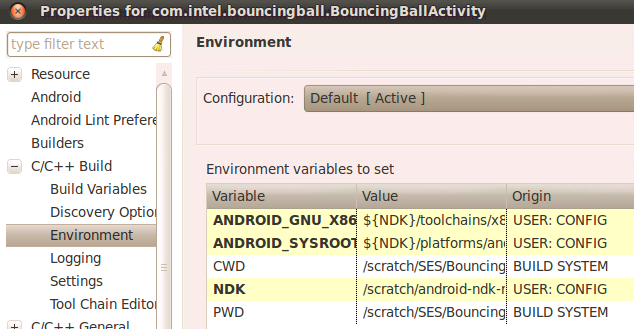 Properties for com.intel.bouncingball.BouncingBallActivity
type filter text
Resource
Android
Android Lint Prefere
Builders
C/C++ Build
Build Variables
Discovery Optio
Environment
Logging
Settings
Tool Chain Editor
C/C++ General
Environment
Configuration: Default [ Active ]
Environment variables to set
Variable Value Origin
ANDROID_GNU_X86 ${NDK}/toolchains/x8 USER: CONFIG
ANDROID_SYSROOT ${NDK}/platforms/and USER: CONFIG
CWD /scratch/SES/Bouncing BUILD SYSTEM
NDK /scratch/android-ndk-r USER: CONFIG
PWD /scratch/SES/Bouncing BUILD SYSTEM